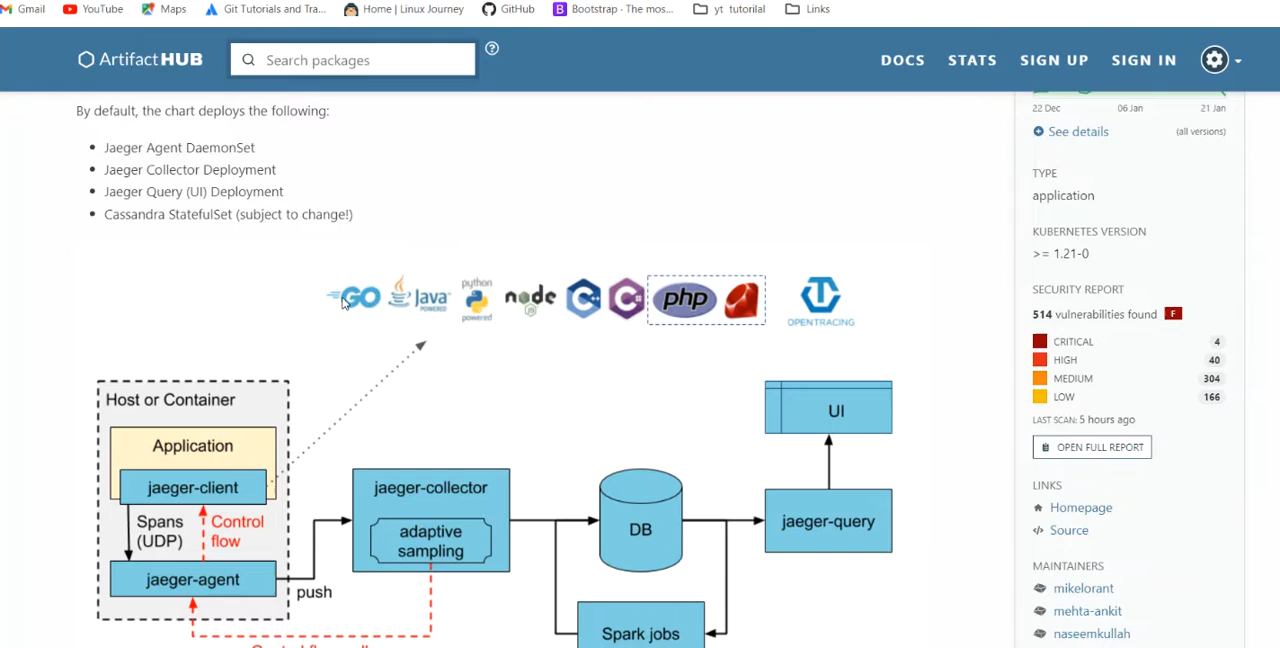 Gmail
YouTube
Maps
Git Tutorials and Tra...
Home | Linux Journey
GitHub
B
Bootstrap · The mos...
yt tutorilal
Links
Artifact HUB
Search packages
?
DOCS
STATS
SIGN UP
SIGN IN
By default, the chart deploys the following:
Jaeger Agent DaemonSet
Jaeger Collector Deployment
Jaeger Query (UI) Deployment
Cassandra StatefulSet (subject to change!)
GO
Java
POWERED
python
powered
node
JS
C++
C#
php
OPENTRACING
Host or Container
Application
jaeger-client
Spans
(UDP)
Control
flow
jaeger-agent
push
jaeger-collector
adaptive
sampling
DB
Spark jobs
UI
jaeger-query
22 Dec
06 Jan
21 Jan
See details
(all versions)
TYPE
application
KUBERNETES VERSION
>= 1.21-0
SECURITY REPORT
514 vulnerabilities found F
CRITICAL 4
HIGH 40
MEDIUM 304
LOW 166
LAST SCAN: 5 hours ago
OPEN FULL REPORT
LINKS
Homepage
Source
MAINTAINERS
mikelorant
mehta-ankit
naseemkullah